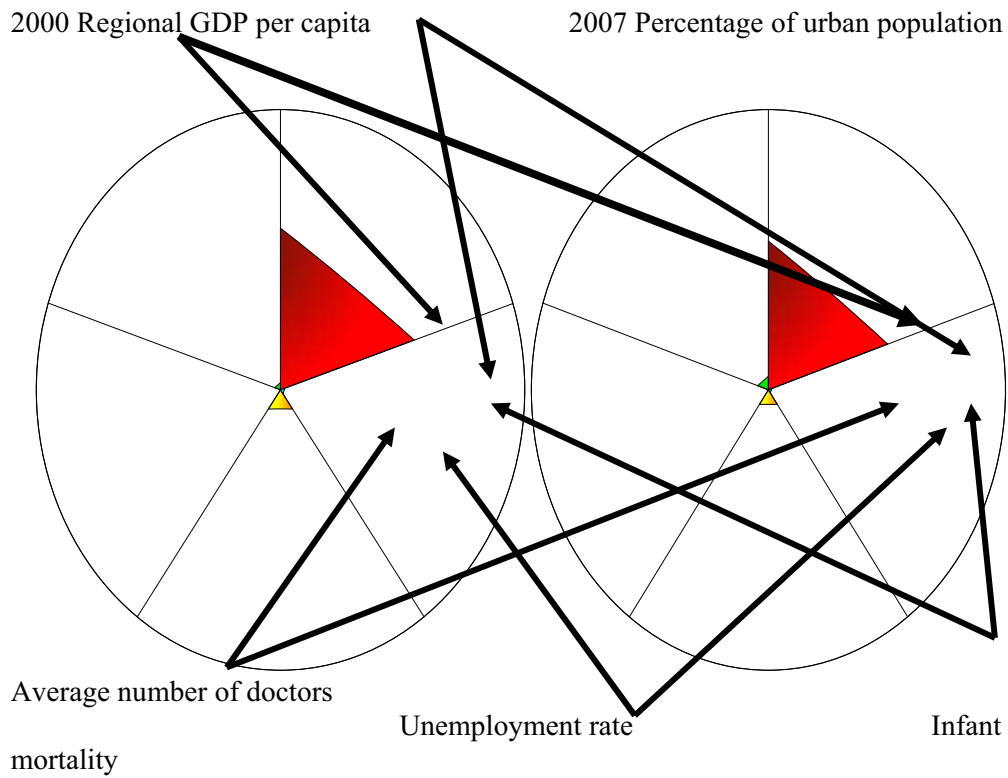 2000 Regional GDP per capita 2007 Percentage of urban population
Average number of doctors
Unemployment rate Infant
mortality